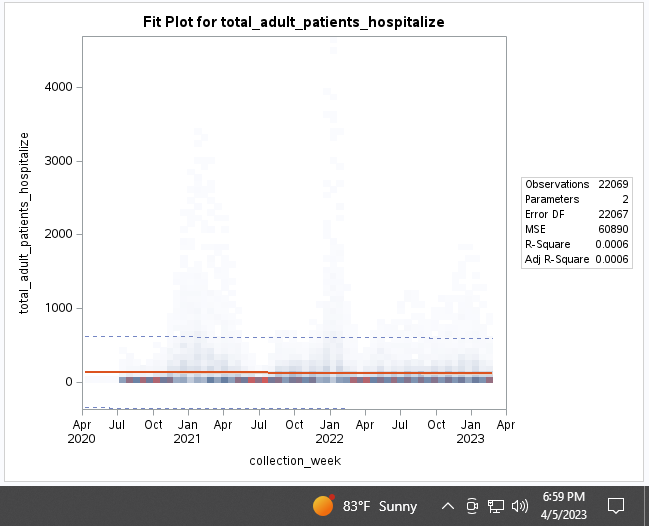 Fit Plot for total_adult_patients_hospitalize
total_adult_patients_hospitalize
4000
3000
2000
1000
0
Apr Jul Oct Jan Apr Jul Oct Jan Apr Jul Oct Jan Apr
2020 2021 2022 2023
collection_week
Observations 22069
Parameters 2
Error DF 22067
MSE 60890
R-Square 0.0006
Adj R-Square 0.0006
83°F Sunny
6:59 PM
4/5/2023